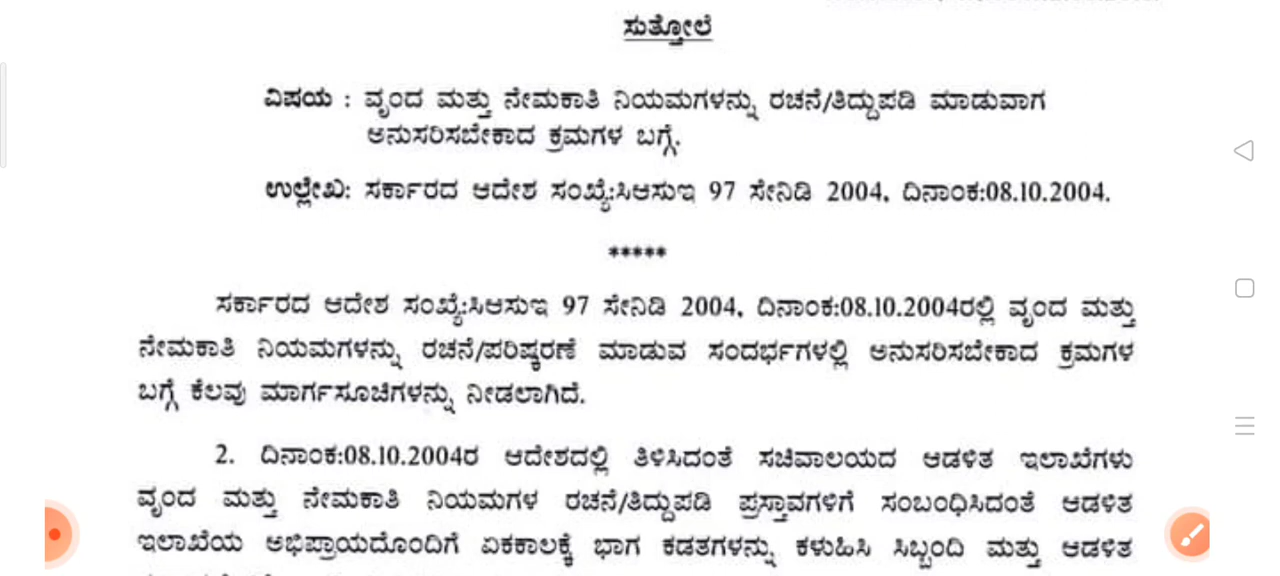 ಸುತ್ತೋಲೆ
ವಿಷಯ : ವೃಂದ ಮತ್ತು ನೇಮಕಾತಿ ನಿಯಮಗಳನ್ನು ರಚನೆ/ತಿದ್ದುಪಡಿ ಮಾಡುವಾಗ
ಅನುಸರಿಸಬೇಕಾದ ಕ್ರಮಗಳ ಬಗ್ಗೆ.
ಉಲ್ಲೇಖ: ಸರ್ಕಾರದ ಆದೇಶ ಸಂಖ್ಯೆ:ಸಿಆಸುಇ 97 ಸೇನಿಡಿ 2004, ದಿನಾಂಕ:08.10.2004.
*****
ಸರ್ಕಾರದ ಆದೇಶ ಸಂಖ್ಯೆ:ಸಿಆಸುಇ 97 ಸೇನಿಡಿ 2004, ದಿನಾಂಕ:08.10.2004ರಲ್ಲಿ ವೃಂದ ಮತ್ತು
ನೇಮಕಾತಿ ನಿಯಮಗಳನ್ನು ರಚನೆ/ಪರಿಷ್ಕರಣೆ ಮಾಡುವ ಸಂದರ್ಭಗಳಲ್ಲಿ ಅನುಸರಿಸಬೇಕಾದ ಕ್ರಮಗಳ
ಬಗ್ಗೆ ಕೆಲವು ಮಾರ್ಗಸೂಚಿಗಳನ್ನು ನೀಡಲಾಗಿದೆ.
2. ದಿನಾಂಕ:08.10.2004ರ ಆದೇಶದಲ್ಲಿ ತಿಳಿಸಿದಂತೆ ಸಚಿವಾಲಯದ ಆಡಳಿತ ಇಲಾಖೆಗಳು
ವೃಂದ ಮತ್ತು ನೇಮಕಾತಿ ನಿಯಮಗಳ ರಚನೆ/ತಿದ್ದುಪಡಿ ಪ್ರಸ್ತಾವಗಳಿಗೆ ಸಂಬಂಧಿಸಿದಂತೆ ಆಡಳಿತ
ಇಲಾಖೆಯ ಅಭಿಪ್ರಾಯದೊಂದಿಗೆ ಏಕಕಾಲಕ್ಕೆ ಭಾಗ ಕಡತಗಳನ್ನು ಕಳುಹಿಸಿ ಸಿಬ್ಬಂದಿ ಮತ್ತು ಆಡಳಿತ